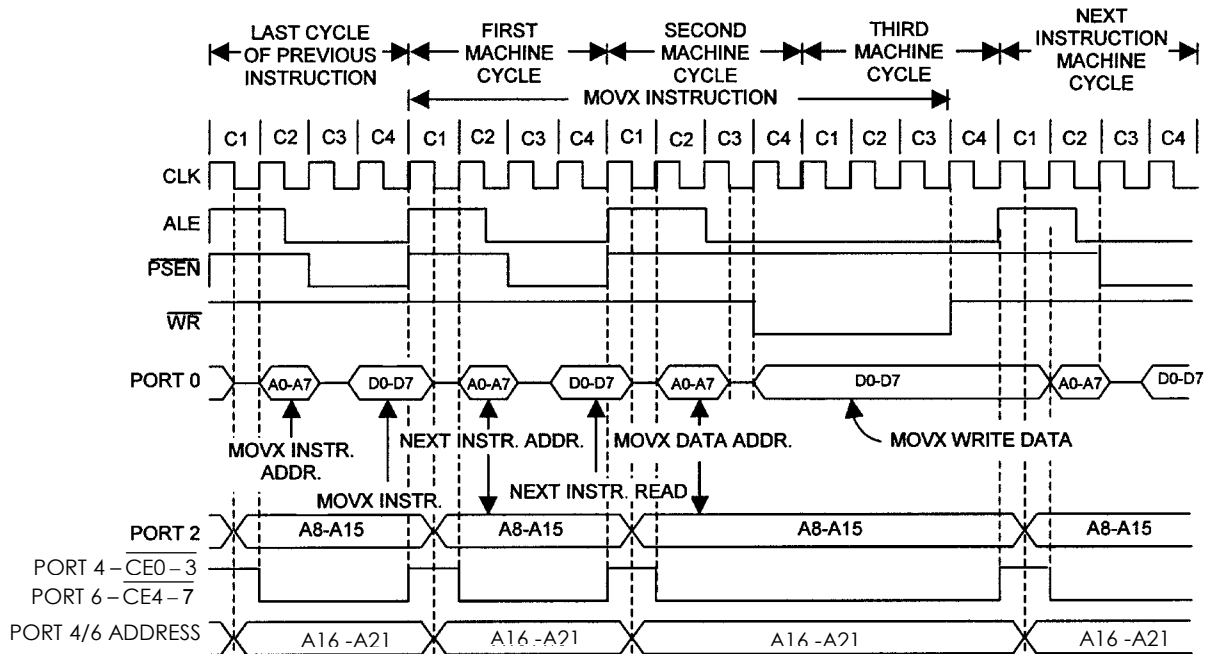 LAST CYCLE
OF PREVIOUS
INSTRUCTION
FIRST
MACHINE
CYCLE
SECOND
MACHINE
CYCLE
THIRD
MACHINE
CYCLE
NEXT
INSTRUCTION
MACHINE
CYCLE
MOVX INSTRUCTION
C1 C2 C3 C4 C1 C2 C3 C4 C1 C2 C3 C4 C1 C2 C3 C4 C1 C2 C3 C4
CLK
ALE
PSEN
WR
PORT 0 A0-A7 D0-D7 A0-A7 D0-D7 A0-A7 D0-D7 A0-A7 D0-D7
MOVX INSTR.
ADDR.
NEXT INSTR. ADDR.
MOVX DATA ADDR.
MOVX WRITE DATA
MOVX INSTR.
NEXT INSTR. READ
PORT 2 A8-A15 A8-A15 A8-A15 A8-A15
PORT 4 – CE0 – 3
PORT 6 – CE4 – 7
PORT 4/6 ADDRESS A16 -A21 A16 -A21 A16 -A21 A16 -A21